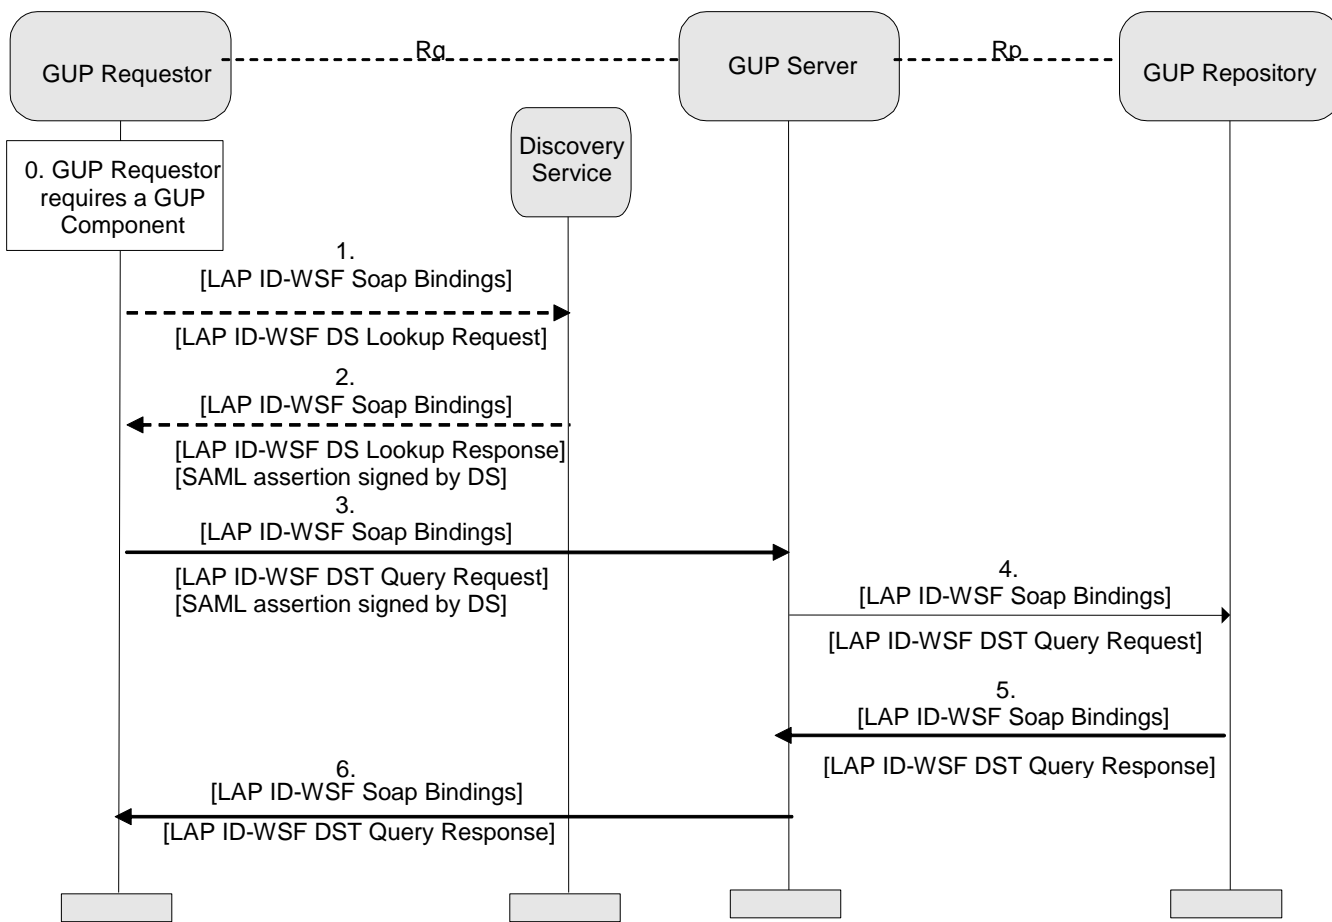 GUP Requestor
Rg
GUP Server
Rp
GUP Repository
0. GUP Requestor
requires a GUP
Component
Discovery
Service
1.
[LAP ID-WSF Soap Bindings]
[LAP ID-WSF DS Lookup Request]
2.
[LAP ID-WSF Soap Bindings]
[LAP ID-WSF DS Lookup Response]
[SAML assertion signed by DS]
3.
[LAP ID-WSF Soap Bindings]
[LAP ID-WSF DST Query Request]
[SAML assertion signed by DS]
4.
[LAP ID-WSF Soap Bindings]
[LAP ID-WSF DST Query Request]
5.
[LAP ID-WSF Soap Bindings]
[LAP ID-WSF DST Query Response]
6.
[LAP ID-WSF Soap Bindings]
[LAP ID-WSF DST Query Response]